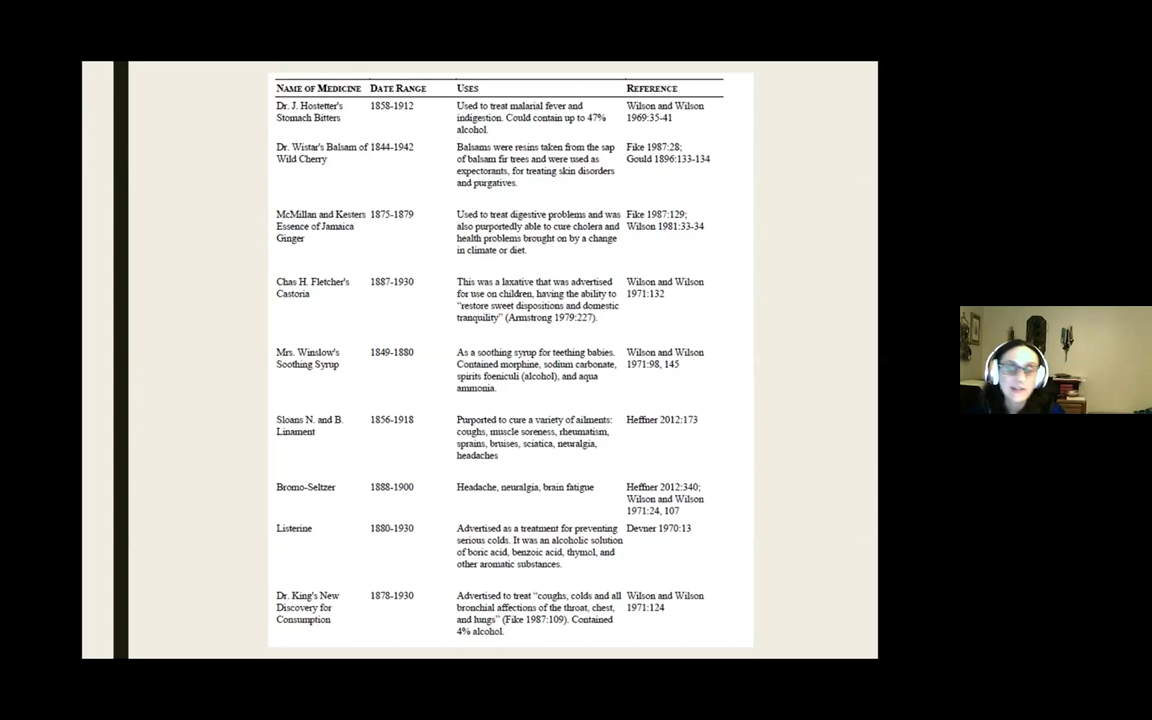 NAME OF MEDICINE DATE RANGE USES REFERENCE
Dr. J. Hostetter's 1858-1912 Used to treat malarial fever and Wilson and Wilson
Stomach Bitters indigestion. Could contain up to 47% 1969:35-41
alcohol.
Dr. Wistar's Balsam of 1844-1942 Balsams were resins taken from the sap Fike 1987:28;
Wild Cherry of balsam fir trees and were used as Gould 1896:133-134
expectorants, for treating skin disorders
and purgatives.
McMillan and Kesters 1875-1879 Used to treat digestive problems and was Fike 1987:129;
Essence of Jamaica also purportedly able to cure cholera and Wilson 1981:33-34
Ginger health problems brought on by a change
in climate or diet.
Chas H. Fletcher's 1887-1930 This was a laxative that was advertised Wilson and Wilson
Castoria for use on children, having the ability to 1971:132
"restore sweet dispositions and domestic
tranquility" (Armstrong 1979:227).
Mrs. Winslow's 1849-1880 As a soothing syrup for teething babies. Wilson and Wilson
Soothing Syrup Contained morphine, sodium carbonate, 1971:98, 145
spirits foeniculi (alcohol), and aqua
ammonia.
Sloans N. and B. 1856-1918 Purported to cure a variety of ailments: Heffner 2012:173
Linament coughs, muscle soreness, rheumatism,
sprains, bruises, sciatica, neuralgia,
headaches
Bromo-Seltzer 1888-1900 Headache, neuralgia, brain fatigue Heffner 2012:340;
Wilson and Wilson
1971:24, 107
Listerine 1880-1930 Advertised as a treatment for preventing Devner 1970:13
serious colds. It was an alcoholic solution
of boric acid, benzoic acid, thymol, and
other aromatic substances.
Dr. King's New 1878-1930 Advertised to treat "coughs, colds and all Wilson and Wilson
Discovery for bronchial affections of the throat, chest, 1971:124
Consumption and lungs" (Fike 1987:109). Contained
4% alcohol.